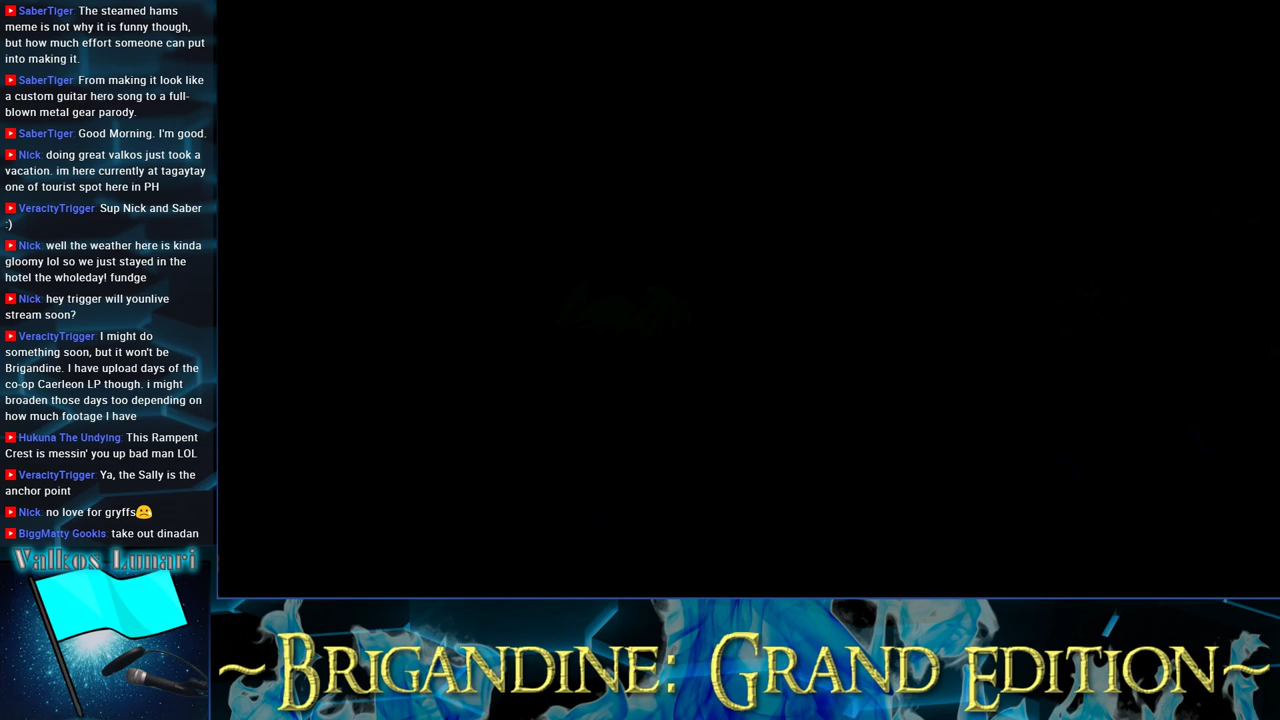 SaberTiger: The steamed hams
meme is not why it is funny though,
but how much effort someone can put
into making it.
SaberTiger: From making it look like
a custom guitar hero song to a full-
blown metal gear parody.
SaberTiger: Good Morning. I'm good.
Nick: doing great valkos just took a
vacation. im here currently at tagaytay
one of tourist spot here in PH
VeracityTrigger: Sup Nick and Saber
:)
Nick: well the weather here is kinda
gloomy lol so we just stayed in the
hotel the wholeday! fundge
Nick: hey trigger will younlive
stream soon?
VeracityTrigger: I might do
something soon, but it won't be
Brigandine. I have upload days of the
co-op Caerleon LP though. i might
broaden those days too depending on
how much footage I have
Hukuna The Undying: This Rampent
Crest is messin' you up bad man LOL
VeracityTrigger: Ya, the Sally is the
anchor point
Nick: no love for gryffs☹️
BiggMatty Gookis: take out dinadan
Valkos Lunari
~Brigandine: Grand Edition~